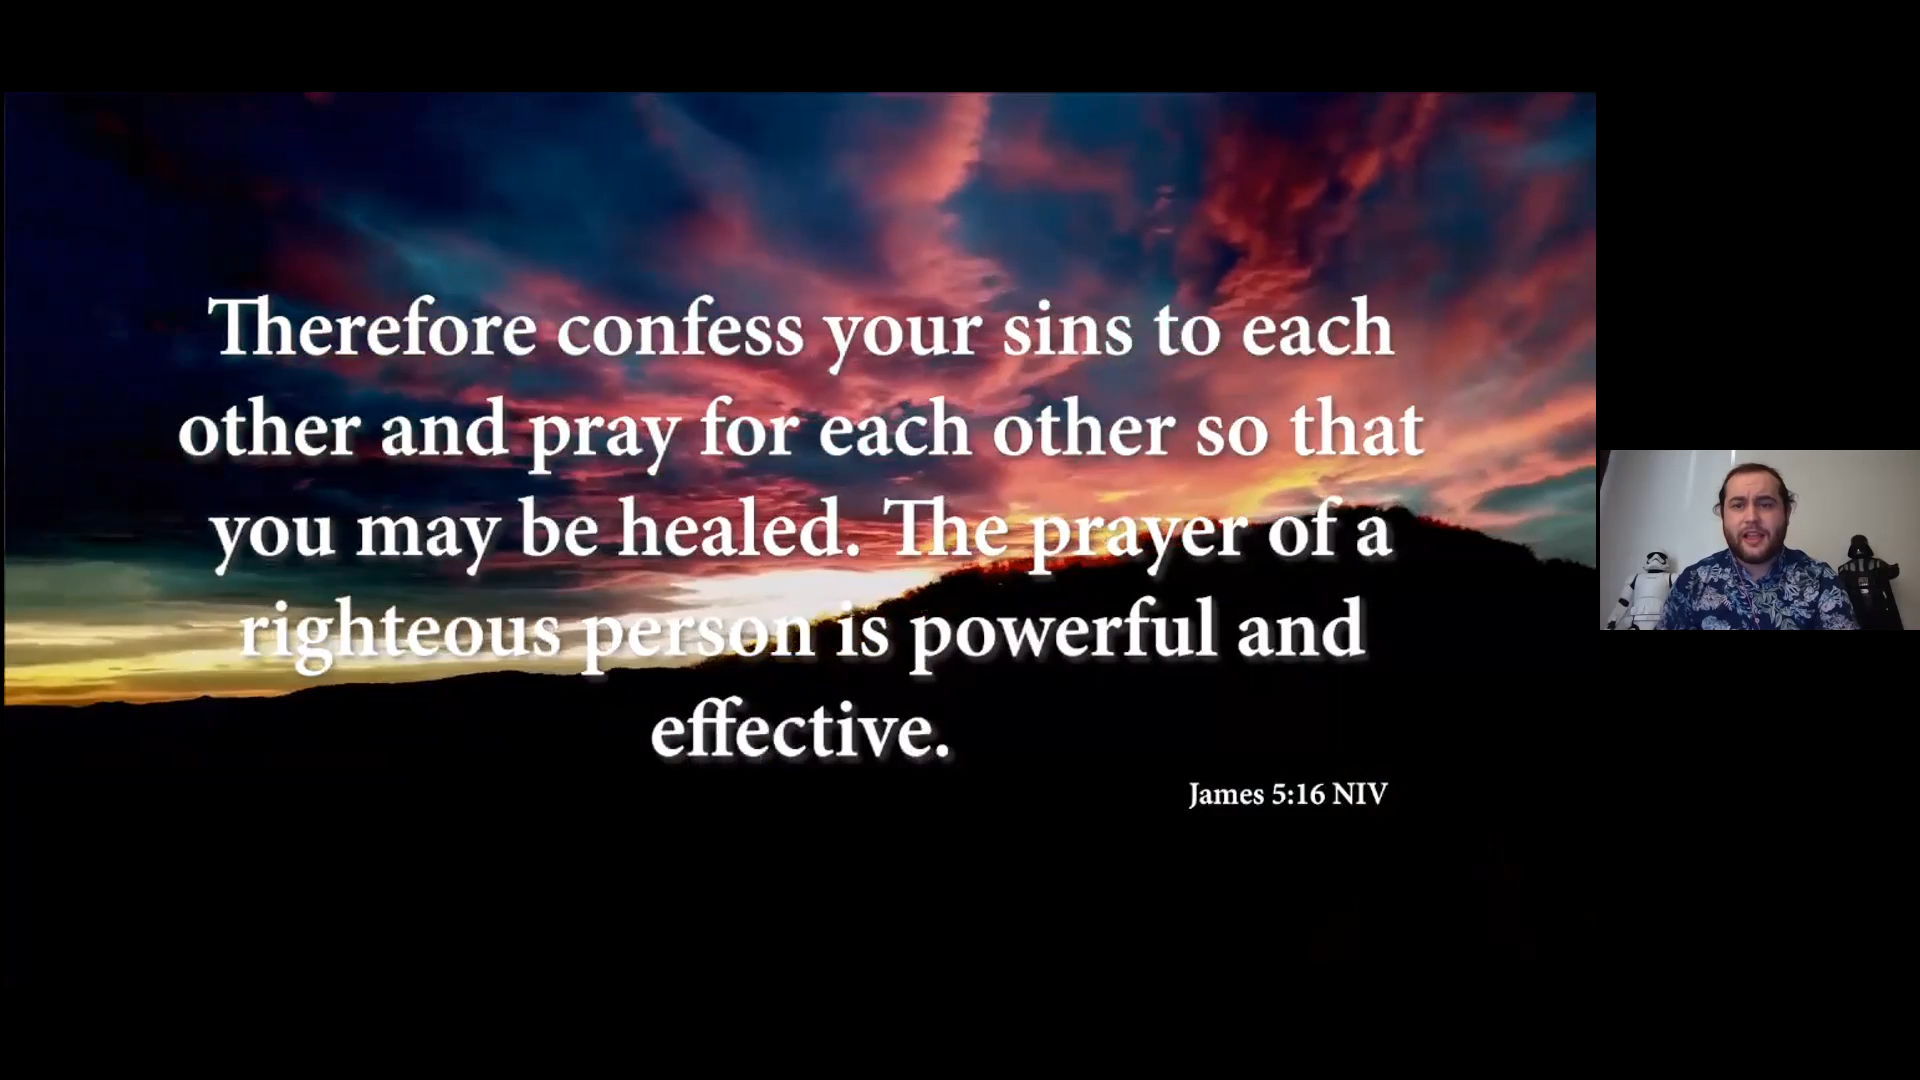 Therefore confess your sins to each
other and pray for each other so that
you may be healed. The prayer of a
righteous person is powerful and
effective.
James 5:16 NIV